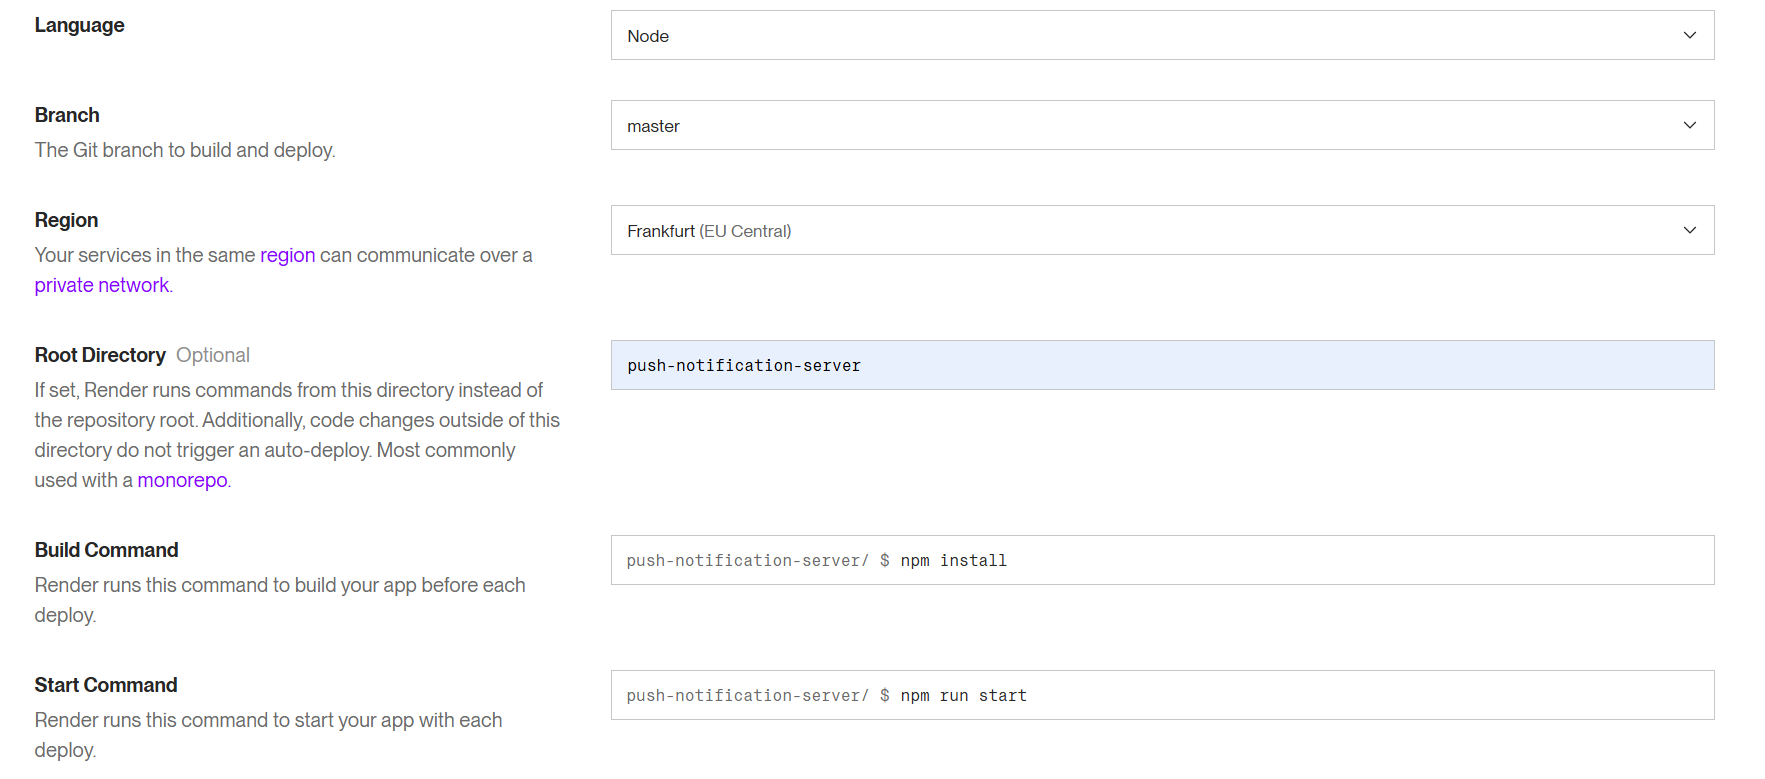 Language
Node
Branch
The Git branch to build and deploy.
master
Region
Your services in the same region can communicate over a
private network.
Frankfurt (EU Central)
Root Directory Optional
If set, Render runs commands from this directory instead of
the repository root. Additionally, code changes outside of this
directory do not trigger an auto-deploy. Most commonly
used with a monorepo.
push-notification-server
Build Command
Render runs this command to build your app before each
deploy.
push-notification-server/ $ npm install
Start Command
Render runs this command to start your app with each
deploy.
push-notification-server/ $ npm run start